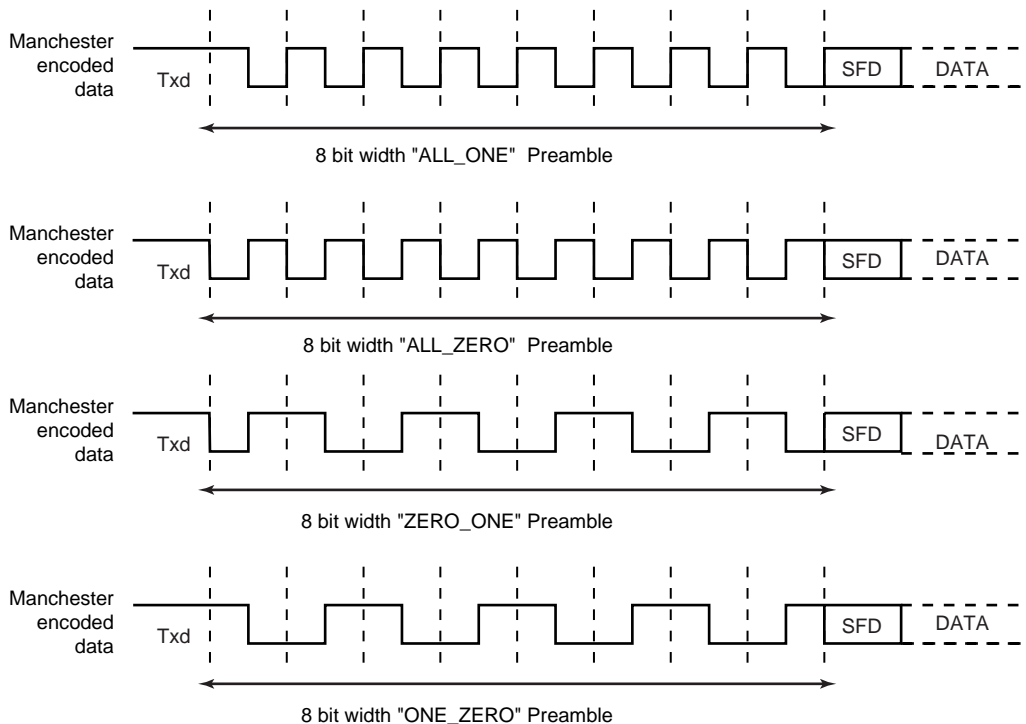 Manchester
encoded
data
Txd
SFD
DATA
8 bit width "ALL_ONE" Preamble
Manchester
encoded
data
Txd
SFD
DATA
8 bit width "ALL_ZERO" Preamble
Manchester
encoded
data
Txd
SFD
DATA
8 bit width "ZERO_ONE" Preamble
Manchester
encoded
data
Txd
SFD
DATA
8 bit width "ONE_ZERO" Preamble